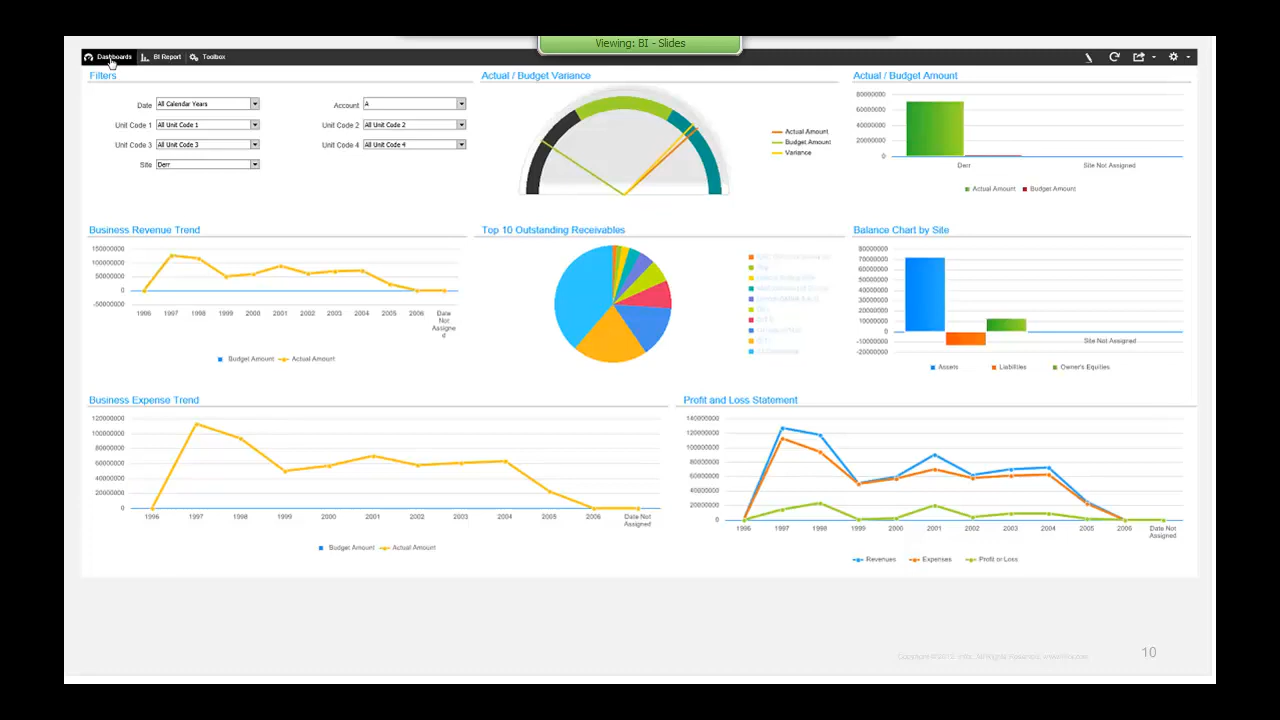 Viewing: BI - Slides
Dashboards BI Report Toolbox
Filters
Date All Calendar Years Account A
Unit Code 1 All Unit Code 1 Unit Code 2 All Unit Code 2
Unit Code 3 All Unit Code 3 Unit Code 4 All Unit Code 4
Site Derr
Actual / Budget Variance
Actual Amount
Budget Amount
Variance
Actual / Budget Amount
80000000
60000000
40000000
20000000
0
Derr Site Not Assigned
Actual Amount Budget Amount
Business Revenue Trend
150000000
100000000
50000000
0
-50000000
1996 1997 1998 1999 2000 2001 2002 2003 2004 2005 2006 Date
Not
Assigne
d
Budget Amount Actual Amount
Top 10 Outstanding Receivables
Balance Chart by Site
80000000
70000000
60000000
50000000
40000000
30000000
20000000
10000000
0
-10000000
-20000000
Site Not Assigned
Assets Liabilities Owner's Equities
Business Expense Trend
120000000
100000000
80000000
60000000
40000000
20000000
0
1996 1997 1998 1999 2000 2001 2002 2003 2004 2005 2006 Date Not
Assigned
Budget Amount Actual Amount
Profit and Loss Statement
140000000
120000000
100000000
80000000
60000000
40000000
20000000
0
1996 1997 1998 1999 2000 2001 2002 2003 2004 2005 2006 Date Not
Assigned
Revenues Expenses Profit or Loss
10